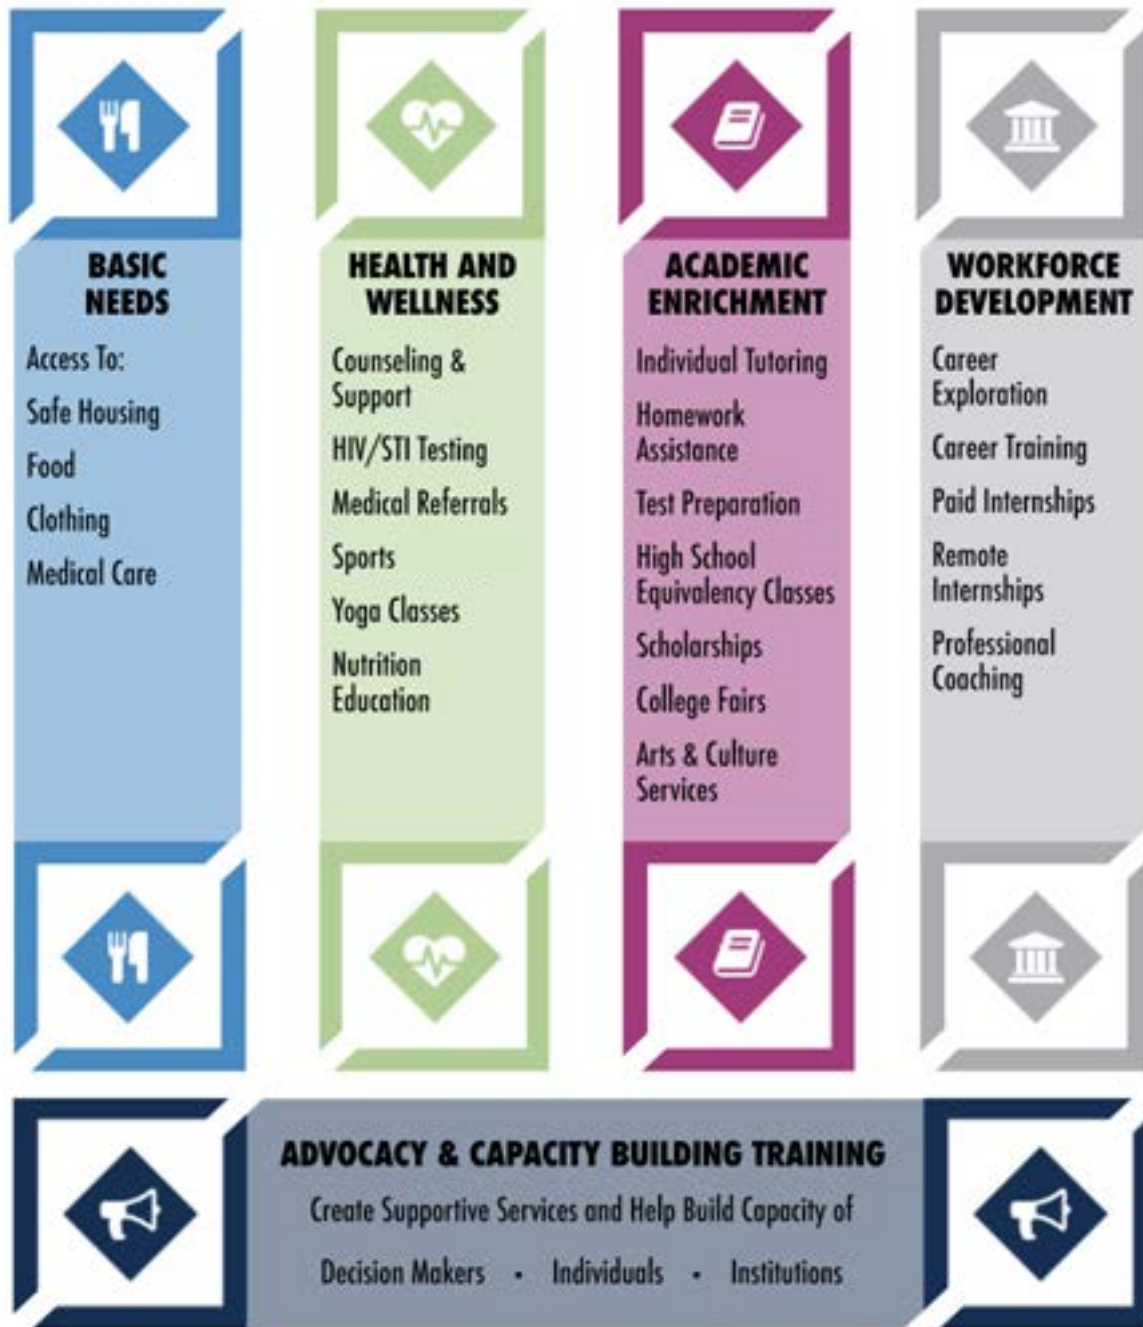 BASIC
NEEDS
Access To:
Safe Housing
Food
Clothing
Medical Care
HEALTH AND
WELLNESS
Counseling &
Support
HIV/STI Testing
Medical Referrals
Sports
Yoga Classes
Nutrition
Education
ACADEMIC
ENRICHMENT
Individual Tutoring
Homework
Assistance
Test Preparation
High School
Equivalency Classes
Scholarships
College Fairs
Arts & Culture
Services
WORKFORCE
DEVELOPMENT
Career
Exploration
Career Training
Paid Internships
Remote
Internships
Professional
Coaching
ADVOCACY & CAPACITY BUILDING TRAINING
Create Supportive Services and Help Build Capacity of
Decision Makers • Individuals • Institutions